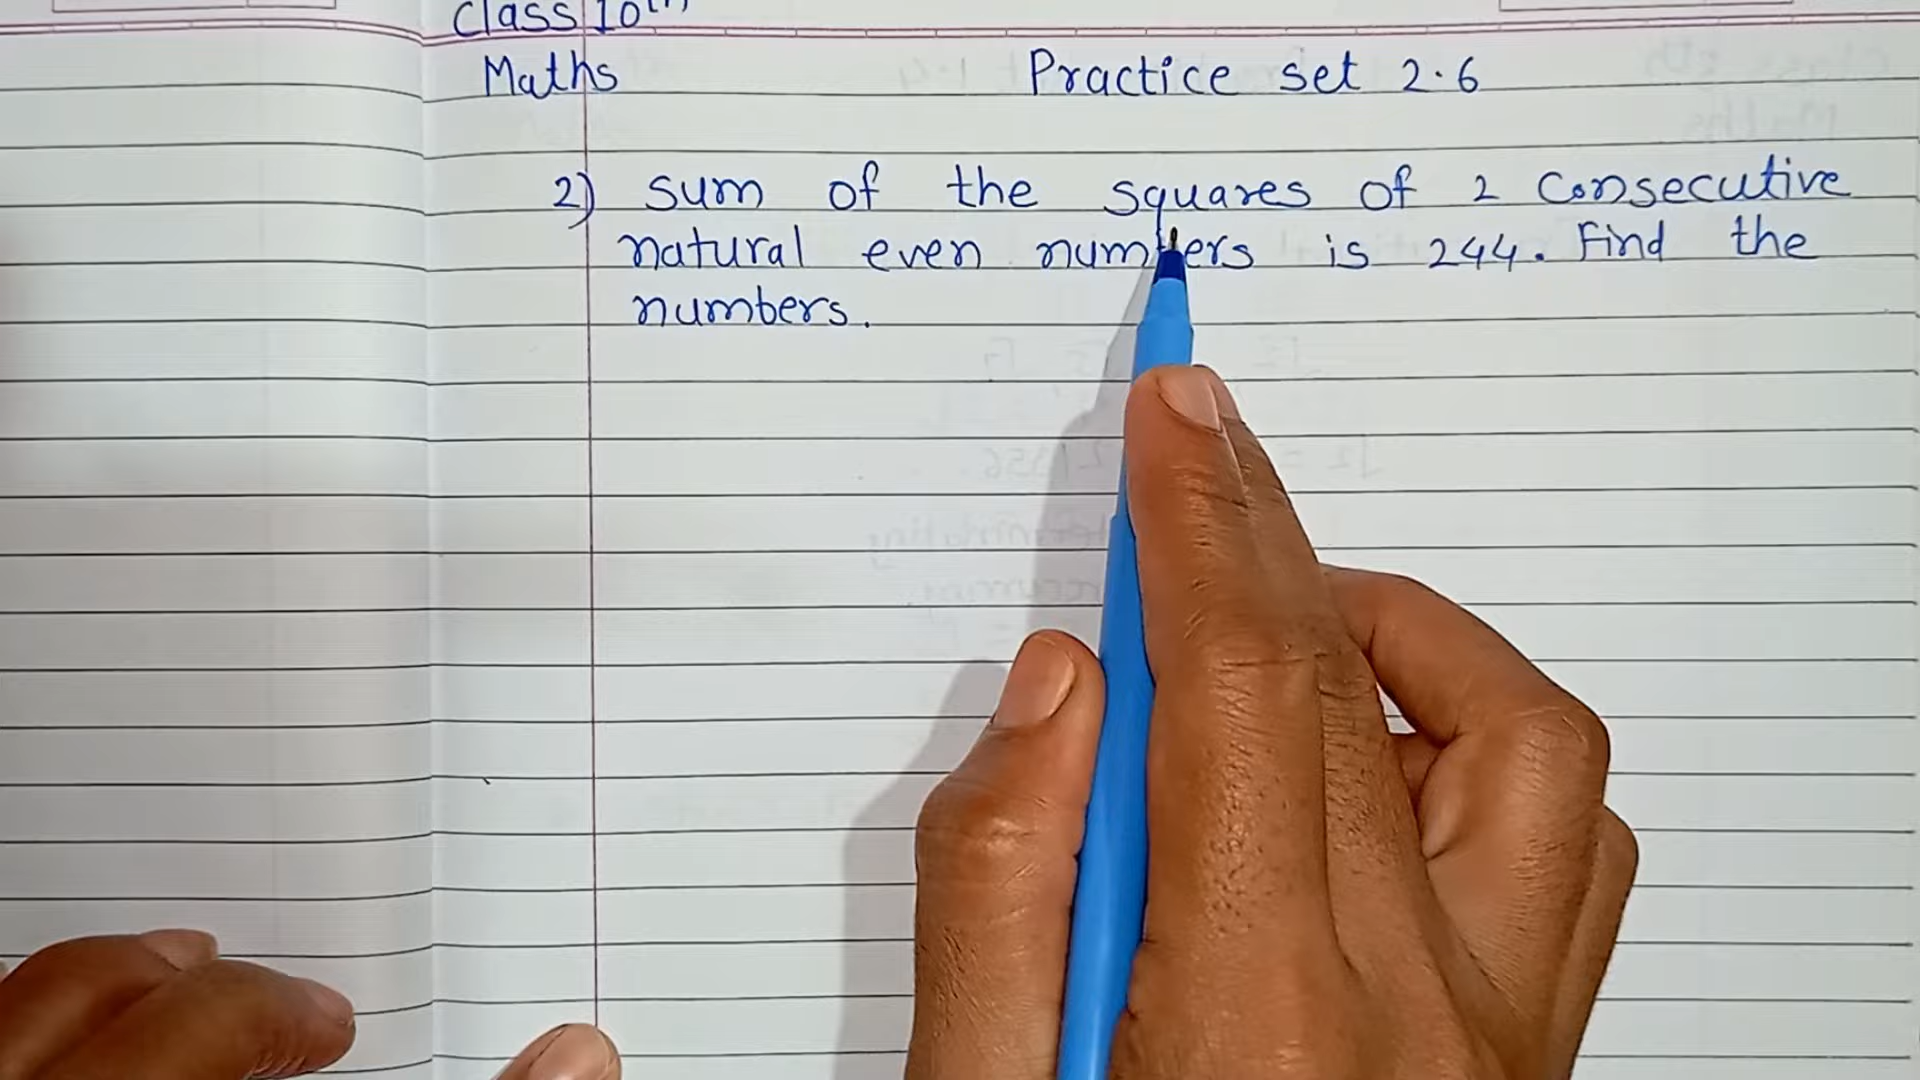 Class 10th
Maths Practice set 2.6
2) sum of the squares of 2 Consecutive
natural even numbers is 244. Find the
numbers.